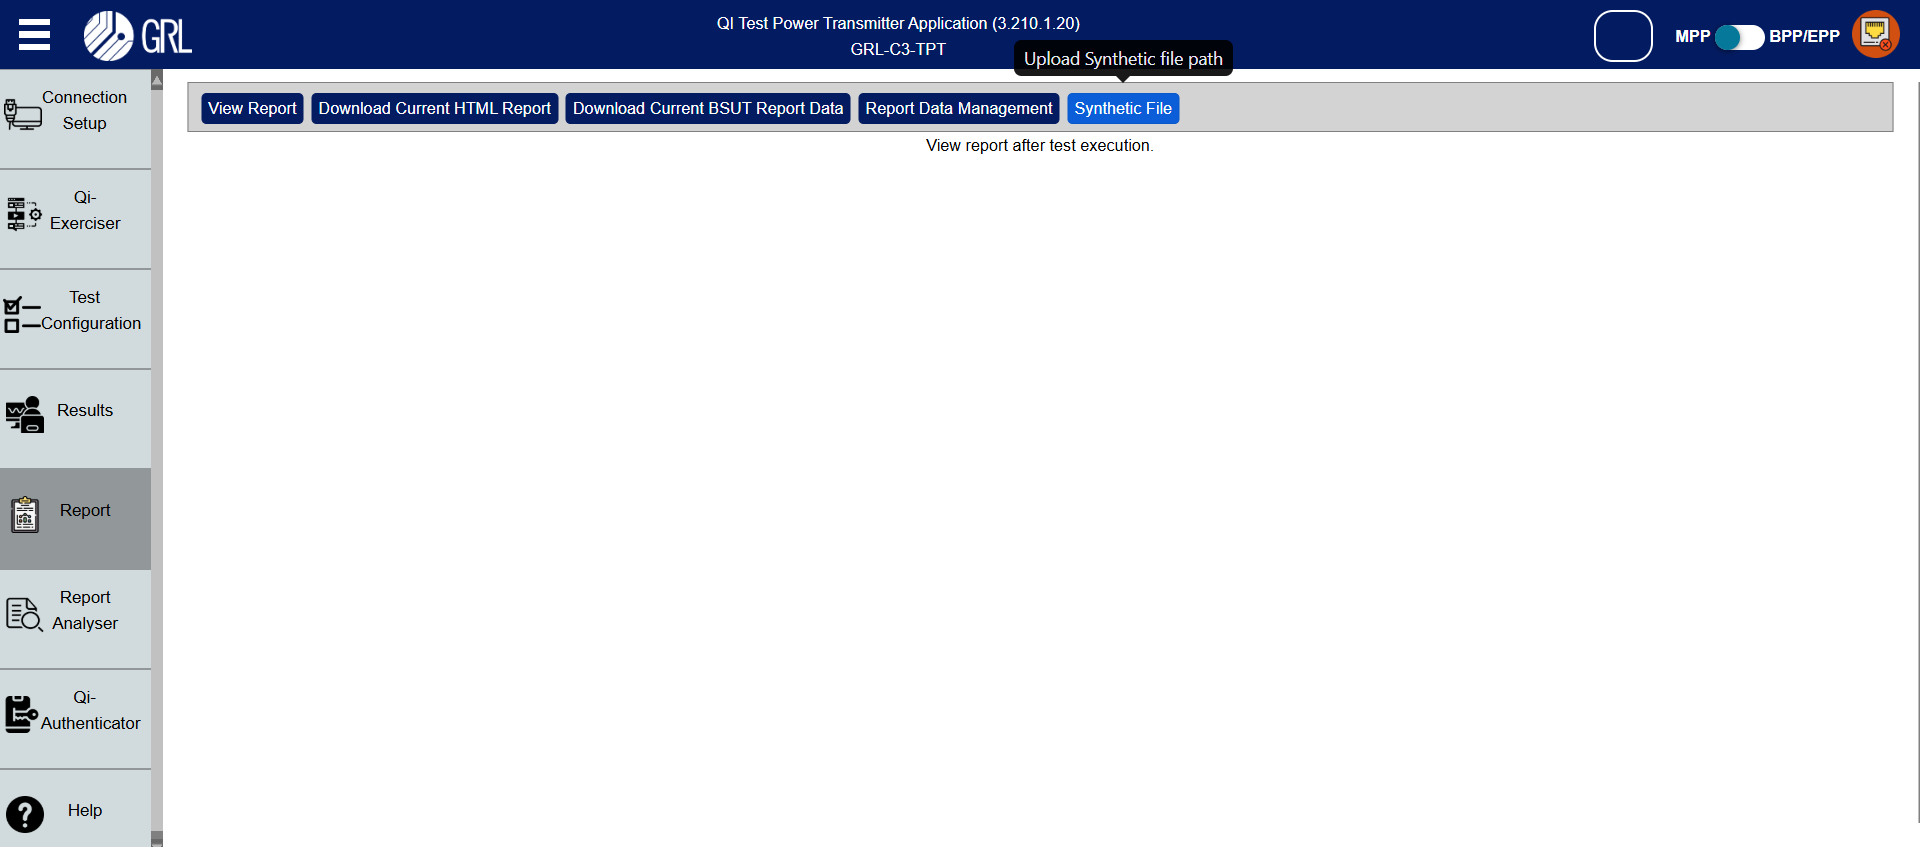 GRL
QI Test Power Transmitter Application (3.210.1.20)
GRL-C3-TPT
MPP
BPP/EPP
Upload Synthetic file path
View Report
Download Current HTML Report
Download Current BSUT Report Data
Report Data Management
Synthetic File
View report after test execution.
Connection
Setup
Qi-
Exerciser
Test
Configuration
Results
Report
Report
Analyser
Qi-
Authenticator
Help